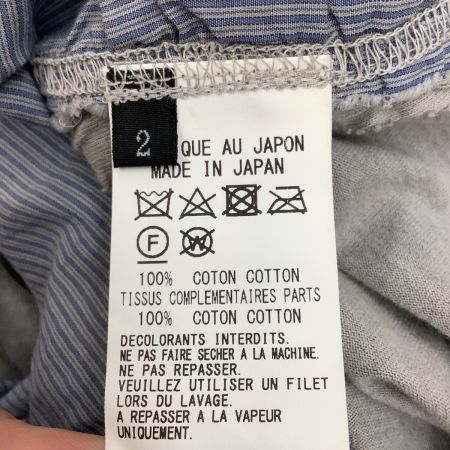 2
QUE AU JAPON
MADE IN JAPAN
F W
100% COTON COTTON
TISSUS COMPLEMENTAIRES PARTS
100% COTON COTTON
DECOLORANTS INTERDITS.
NE PAS FAIRE SECHER A LA MACHINE.
NE PAS REPASSER.
VEUILLEZ UTILISER UN FILET
LORS DU LAVAGE.
A REPASSER A LA VAPEUR
UNIQUEMENT.